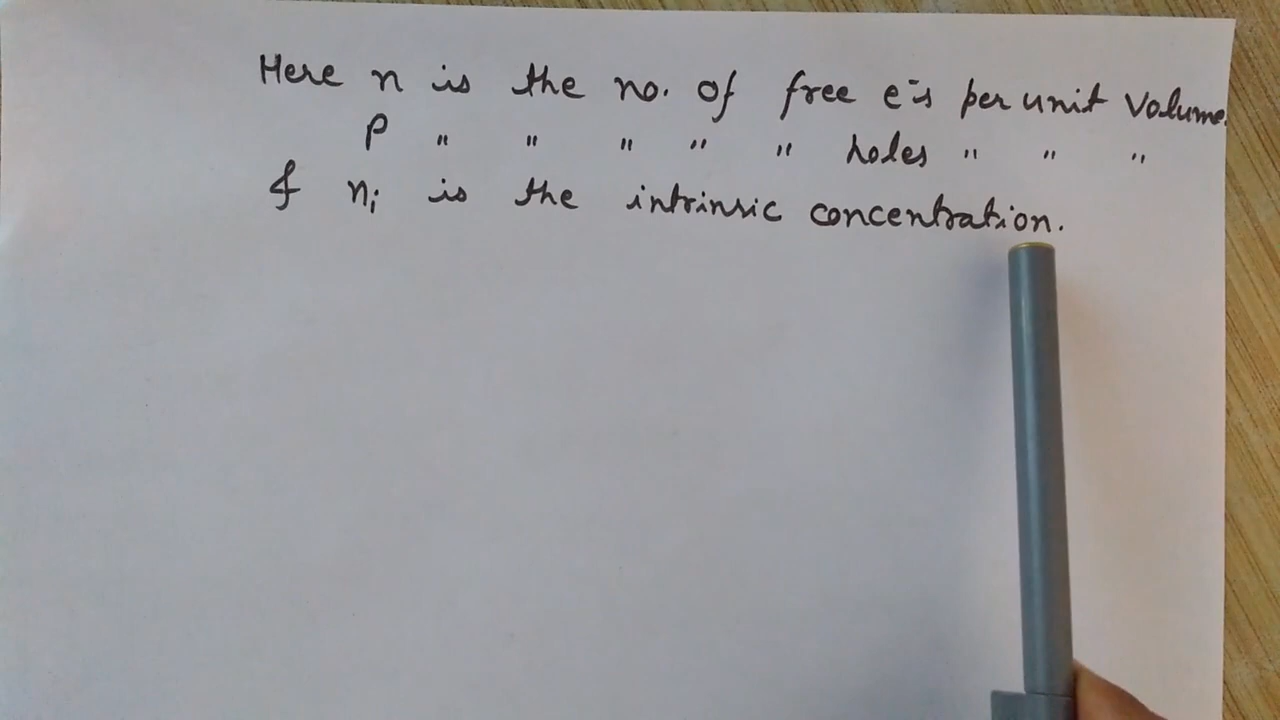 Here n is the no. of free e⁻s per unit volume.
p " " " " " holes " " "
& nᵢ is the intrinsic concentration.